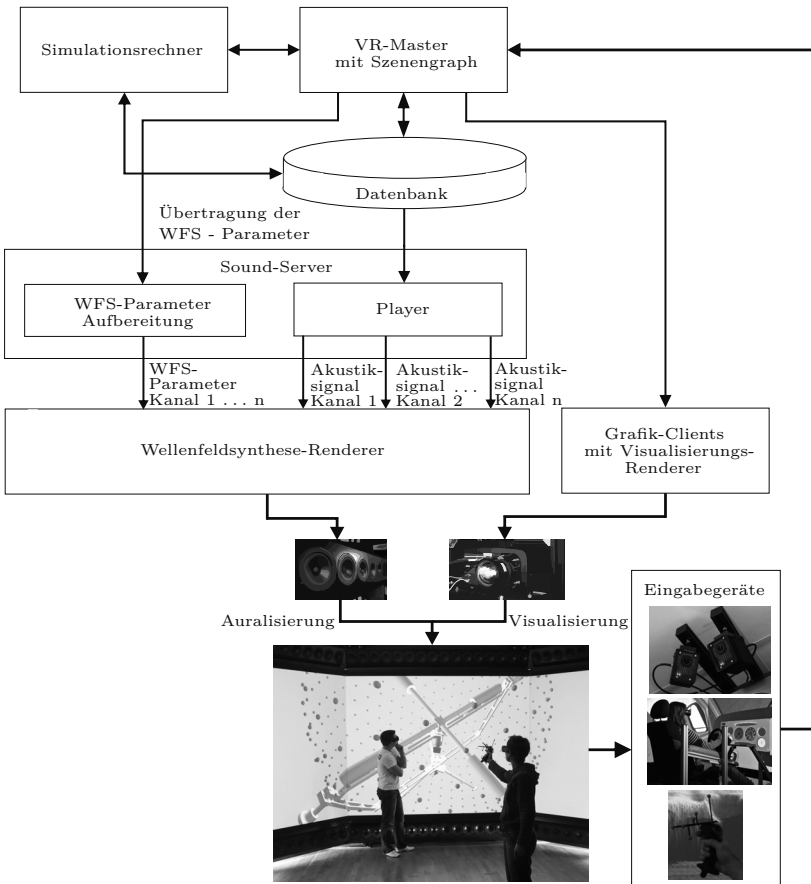 Simulationsrechner
VR-Master
mit Szenengraph
Datenbank
Übertragung der
WFS - Parameter
Sound-Server
WFS-Parameter
Aufbereitung
Player
WFS-
Parameter
Kanal 1 . . . n
Akustik-
signal
Kanal 1
Akustik-
signal . . .
Kanal 2
Akustik-
signal
Kanal n
Wellenfeldsynthese-Renderer
Grafik-Clients
mit Visualisierungs-
Renderer
Auralisierung
Visualisierung
Eingabegeräte